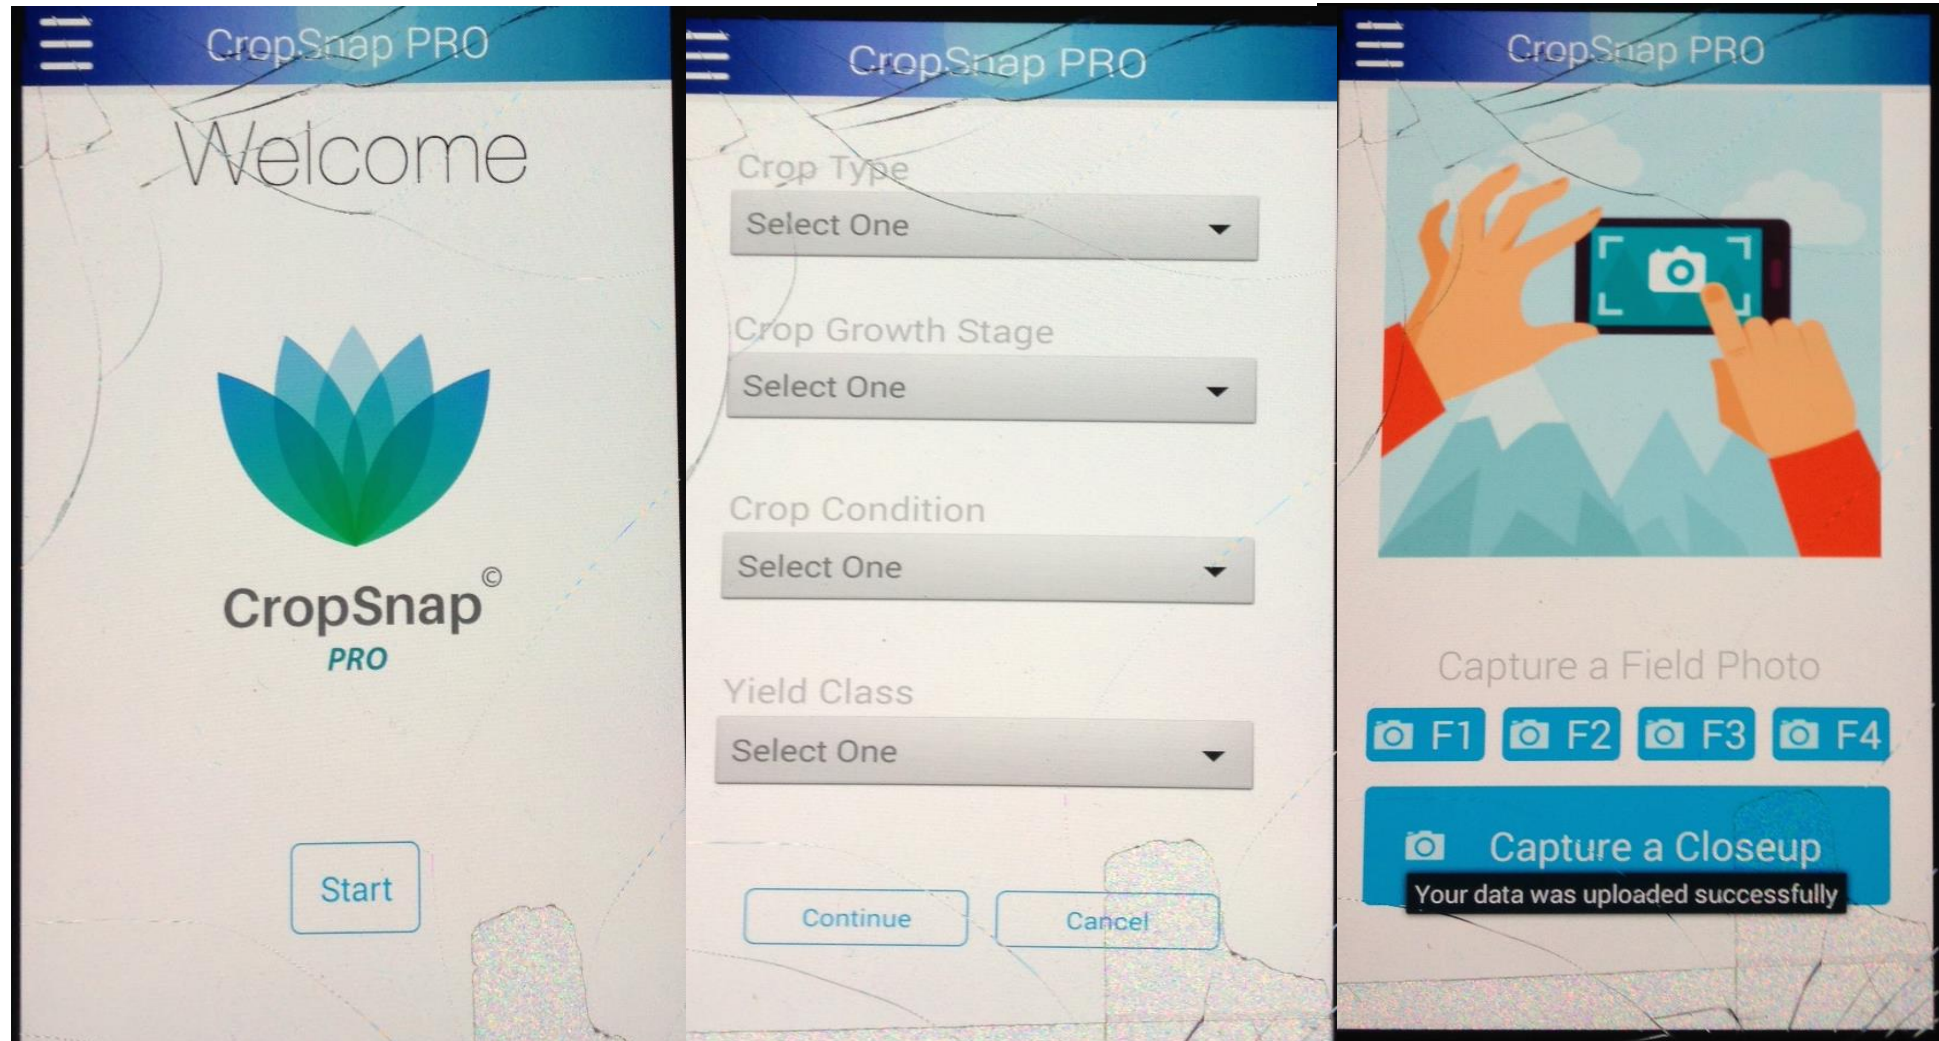 CropSnap PRO
Welcome
CropSnap©
PRO
Start
CropSnap PRO
Crop Type
Select One
Crop Growth Stage
Select One
Crop Condition
Select One
Yield Class
Select One
Continue
Cancel
CropSnap PRO
Capture a Field Photo
F1
F2
F3
F4
Capture a Closeup
Your data was uploaded successfully